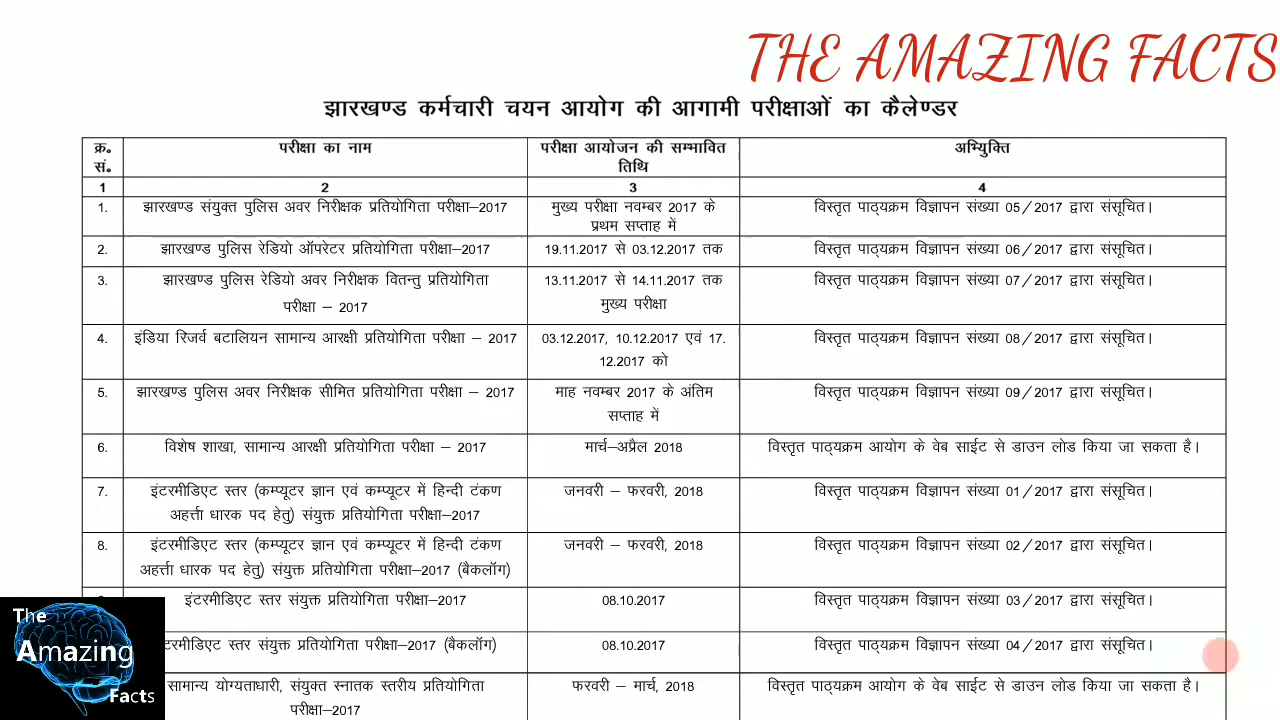 THE AMAZING FACTS
झारखण्ड कर्मचारी चयन आयोग की आगामी परीक्षाओं का कैलेण्डर
क्र० सं० परीक्षा का नाम परीक्षा आयोजन की सम्भावित तिथि अभ्युिक्ति
1 2 3 4
1. झारखण्ड संयुक्त पुलिस अवर निरीक्षक प्रतियोगिता परीक्षा–2017 मुख्य परीक्षा नवम्बर 2017 के विस्तृत पाठ्यक्रम विज्ञापन संख्या 05/2017 द्वारा संसूचित।
प्रथम सप्ताह में
2. झारखण्ड पुलिस रेडियो ऑपरेटर प्रतियोगिता परीक्षा–2017 19.11.2017 से 03.12.2017 तक विस्तृत पाठ्यक्रम विज्ञापन संख्या 06/2017 द्वारा संसूचित।
3. झारखण्ड पुलिस रेडियो अवर निरीक्षक वितन्तु प्रतियोगिता 13.11.2017 से 14.11.2017 तक विस्तृत पाठ्यक्रम विज्ञापन संख्या 07/2017 द्वारा संसूचित।
परीक्षा – 2017 मुख्य परीक्षा
4. इंडिया रिजर्व बटालियन सामान्य आरक्षी प्रतियोगिता परीक्षा – 2017 03.12.2017, 10.12.2017 एवं 17. विस्तृत पाठ्यक्रम विज्ञापन संख्या 08/2017 द्वारा संसूचित।
12.2017 को
5. झारखण्ड पुलिस अवर निरीक्षक सीमित प्रतियोगिता परीक्षा – 2017 माह नवम्बर 2017 के अंतिम विस्तृत पाठ्यक्रम विज्ञापन संख्या 09/2017 द्वारा संसूचित।
सप्ताह में
6. विशेष शाखा, सामान्य आरक्षी प्रतियोगिता परीक्षा – 2017 मार्च–अप्रैल 2018 विस्तृत पाठ्यक्रम आयोग के वेब साईट से डाउन लोड किया जा सकता है।
7. इंटरमीडिएट स्तर (कम्प्यूटर ज्ञान एवं कम्प्यूटर में हिन्दी टंकण जनवरी – फरवरी, 2018 विस्तृत पाठ्यक्रम विज्ञापन संख्या 01/2017 द्वारा संसूचित।
अहर्त्ता धारक पद हेतु) संयुक्त प्रतियोगिता परीक्षा–2017
8. इंटरमीडिएट स्तर (कम्प्यूटर ज्ञान एवं कम्प्यूटर में हिन्दी टंकण जनवरी – फरवरी, 2018 विस्तृत पाठ्यक्रम विज्ञापन संख्या 02/2017 द्वारा संसूचित।
अहर्त्ता धारक पद हेतु) संयुक्त प्रतियोगिता परीक्षा–2017 (बैकलॉग)
इंटरमीडिएट स्तर संयुक्त प्रतियोगिता परीक्षा–2017 08.10.2017 विस्तृत पाठ्यक्रम विज्ञापन संख्या 03/2017 द्वारा संसूचित।
टरमीडिएट स्तर संयुक्त प्रतियोगिता परीक्षा–2017 (बैकलॉग) 08.10.2017 विस्तृत पाठ्यक्रम विज्ञापन संख्या 04/2017 द्वारा संसूचित।
सामान्य योग्यताधारी, संयुक्त स्नातक स्तरीय प्रतियोगिता फरवरी – मार्च, 2018 विस्तृत पाठ्यक्रम आयोग के वेब साईट से डाउन लोड किया जा सकता है।
परीक्षा–2017
The
Amazing
Facts